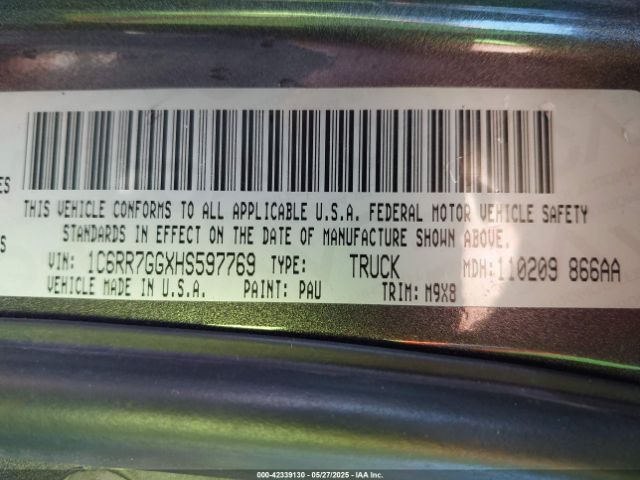 THIS VEHICLE CONFORMS TO ALL APPLICABLE U.S.A. FEDERAL MOTOR VEHICLE SAFETY
STANDARDS IN EFFECT ON THE DATE OF MANUFACTURE SHOWN ABOVE.
VIN: 1C6RR7GGXHS597769 TYPE: TRUCK MDH: 110209 866AA
VEHICLE MADE IN U.S.A. PAINT: PAU TRIM: M9X8
000-42339130 — 05/27/2025 — IAA Inc.